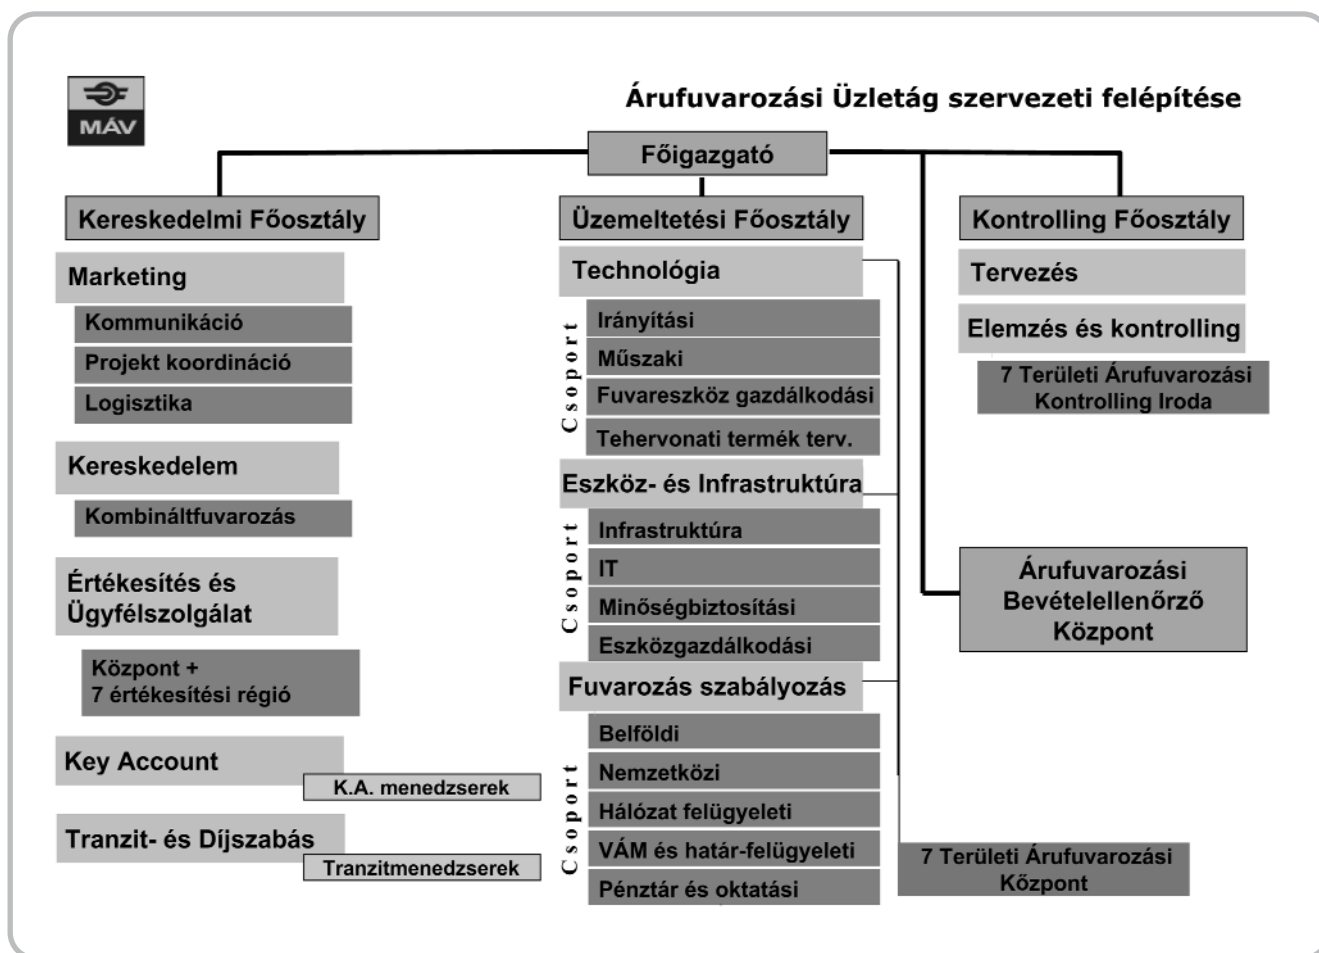 MÁV
Árufuvarozási Üzletág szervezeti felépítése
Főigazgató
Kereskedelmi Főosztály
Marketing
Kommunikáció
Projekt koordináció
Logisztika
Kereskedelem
Kombináltfuvarozás
Értékesítés és
Ügyfélszolgálat
Központ +
7 értékesítési régió
Key Account
K.A. menedzserek
Tranzit- és Díjszabás
Tranzitmenedzserek
Üzemeltetési Főosztály
Technológia
Csoport
Irányítási
Műszaki
Fuvareszköz gazdálkodási
Tehervonati termék terv.
Eszköz- és Infrastruktúra
Csoport
Infrastruktúra
IT
Minőségbiztosítási
Eszközgazdálkodási
Fuvarozás szabályozás
Csoport
Belföldi
Nemzetközi
Hálózat felügyeleti
VÁM és határ-felügyeleti
Pénztár és oktatási
7 Területi Árufuvarozási
Kőzpont
Kontrolling Főosztály
Tervezés
Elemzés és kontrolling
7 Területi Árufuvarozási
Kontrolling Iroda
Árufuvarozási
Bevételellenőrző
Központ